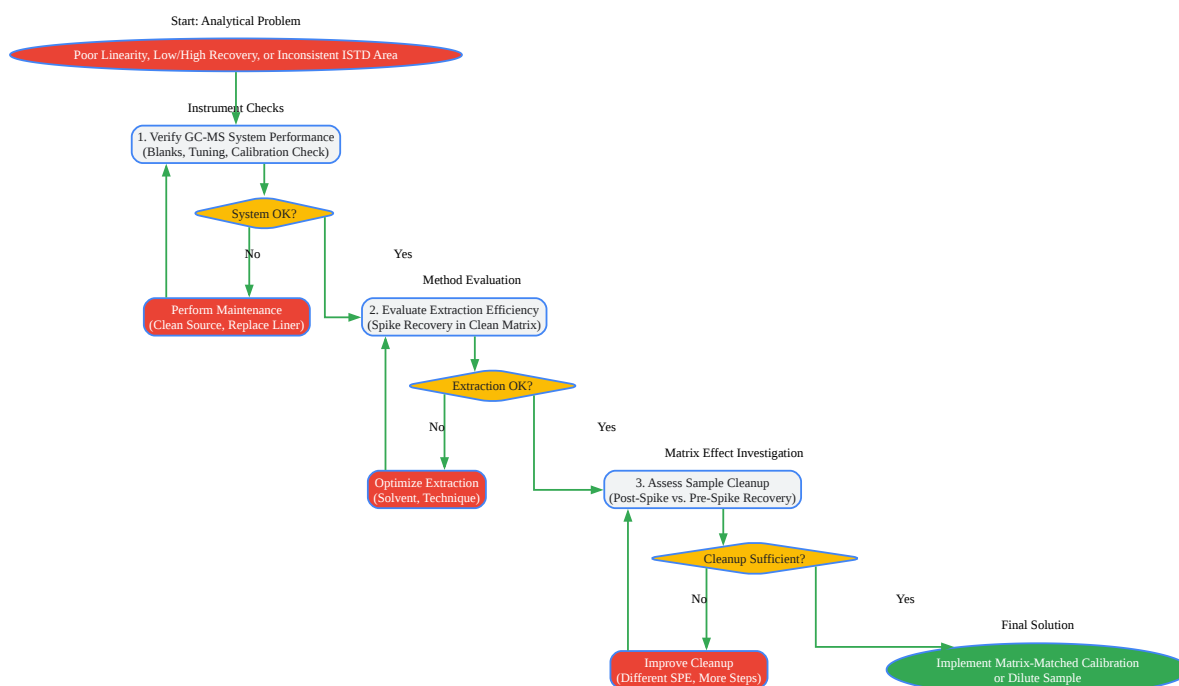 Start: Analytical Problem
Poor Linearity, Low/High Recovery, or Inconsistent ISTD Area
Instrument Checks
1. Verify GC-MS System Performance
(Blanks, Tuning, Calibration Check)
System OK?
No
Yes
Method Evaluation
Perform Maintenance
(Clean Source, Replace Liner)
2. Evaluate Extraction Efficiency
(Spike Recovery in Clean Matrix)
Extraction OK?
No
Yes
Matrix Effect Investigation
Optimize Extraction
(Solvent, Technique)
3. Assess Sample Cleanup
(Post-Spike vs. Pre-Spike Recovery)
Cleanup Sufficient?
No
Yes
Final Solution
Improve Cleanup
(Different SPE, More Steps)
Implement Matrix-Matched Calibration
or Dilute Sample